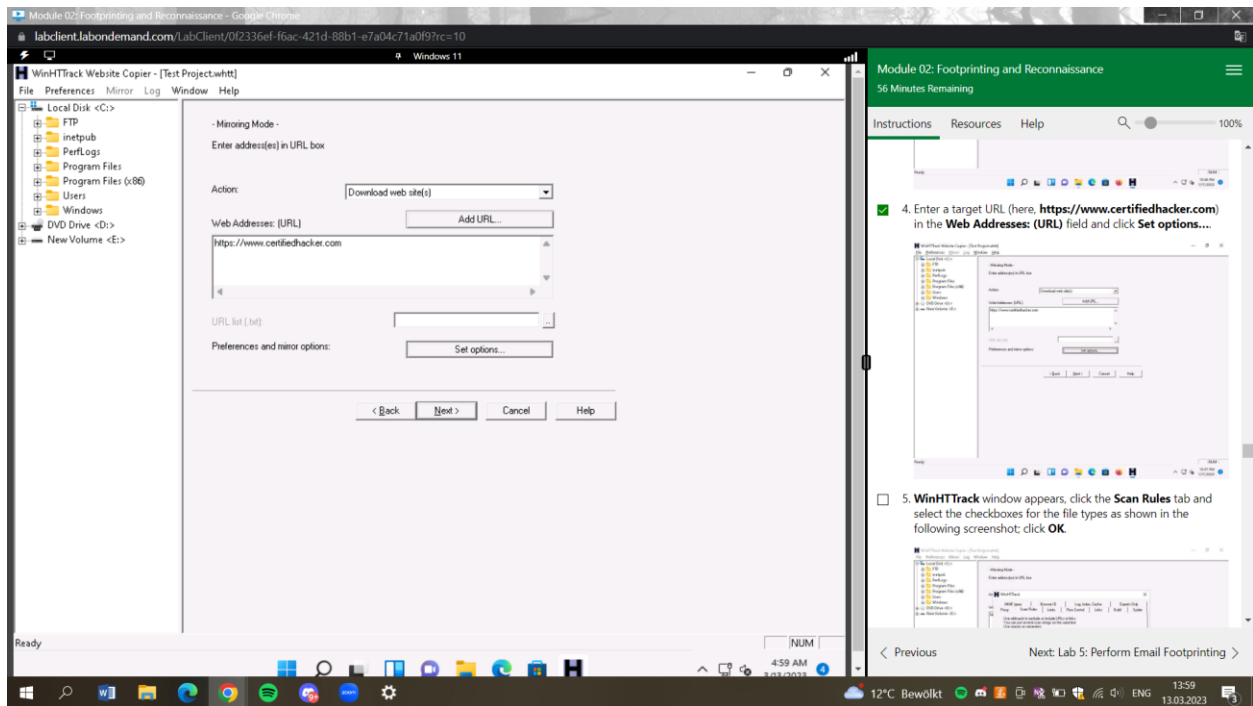 Module 02: Footprinting and Reconnaissance - Google Chrome
labclient.labondemand.com/LabClient/0f2336ef-f6ac-421d-88b1-e7a04c71a0f9?rc=10
Windows 11
WinHTTrack Website Copier - [Test Project.whtt]
File Preferences Mirror Log Window Help
Local Disk <C:>
FTP
inetpub
PerfLogs
Program Files
Program Files (x86)
Users
Windows
DVD Drive <D:>
New Volume <E:>
- Mirroring Mode -
Enter address(es) in URL box
Action:
Download web site(s)
Web Addresses: (URL)
Add URL...
https://www.certifiedhacker.com
URL list (.txt):
..
Preferences and mirror options:
Set options...
< Back
Next >
Cancel
Help
Ready
NUM
4:59 AM
3/13/2023
4
Module 02: Footprinting and Reconnaissance
56 Minutes Remaining
Instructions Resources Help 100%
4. Enter a target URL (here, https://www.certifiedhacker.com)
in the Web Addresses: (URL) field and click Set options....
5. WinHTTrack window appears, click the Scan Rules tab and
select the checkboxes for the file types as shown in the
following screenshot; click OK.
< Previous
Next: Lab 5: Perform Email Footprinting >
12°C Bewölkt
ENG
13:59
13.03.2023
3